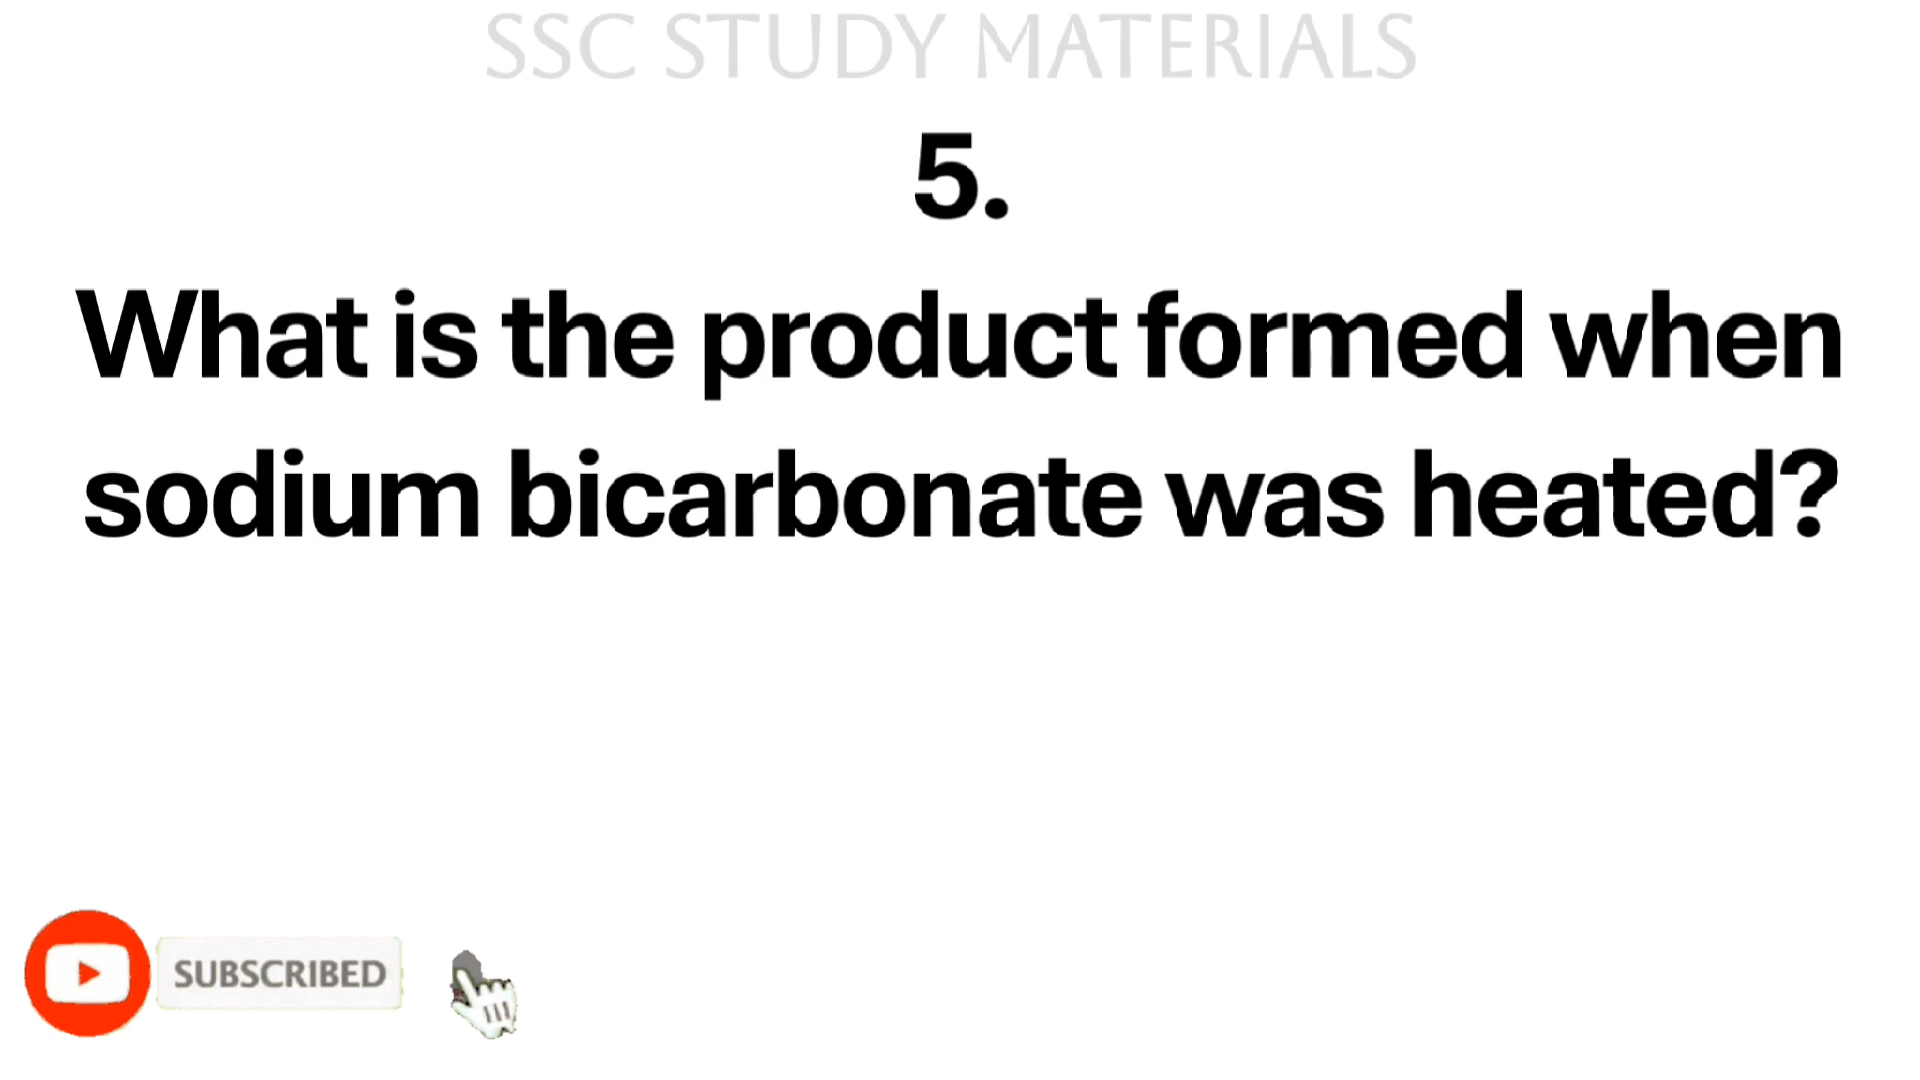 SSC STUDY MATERIALS
5.
What is the product formed when
sodium bicarbonate was heated?
SUBSCRIBED